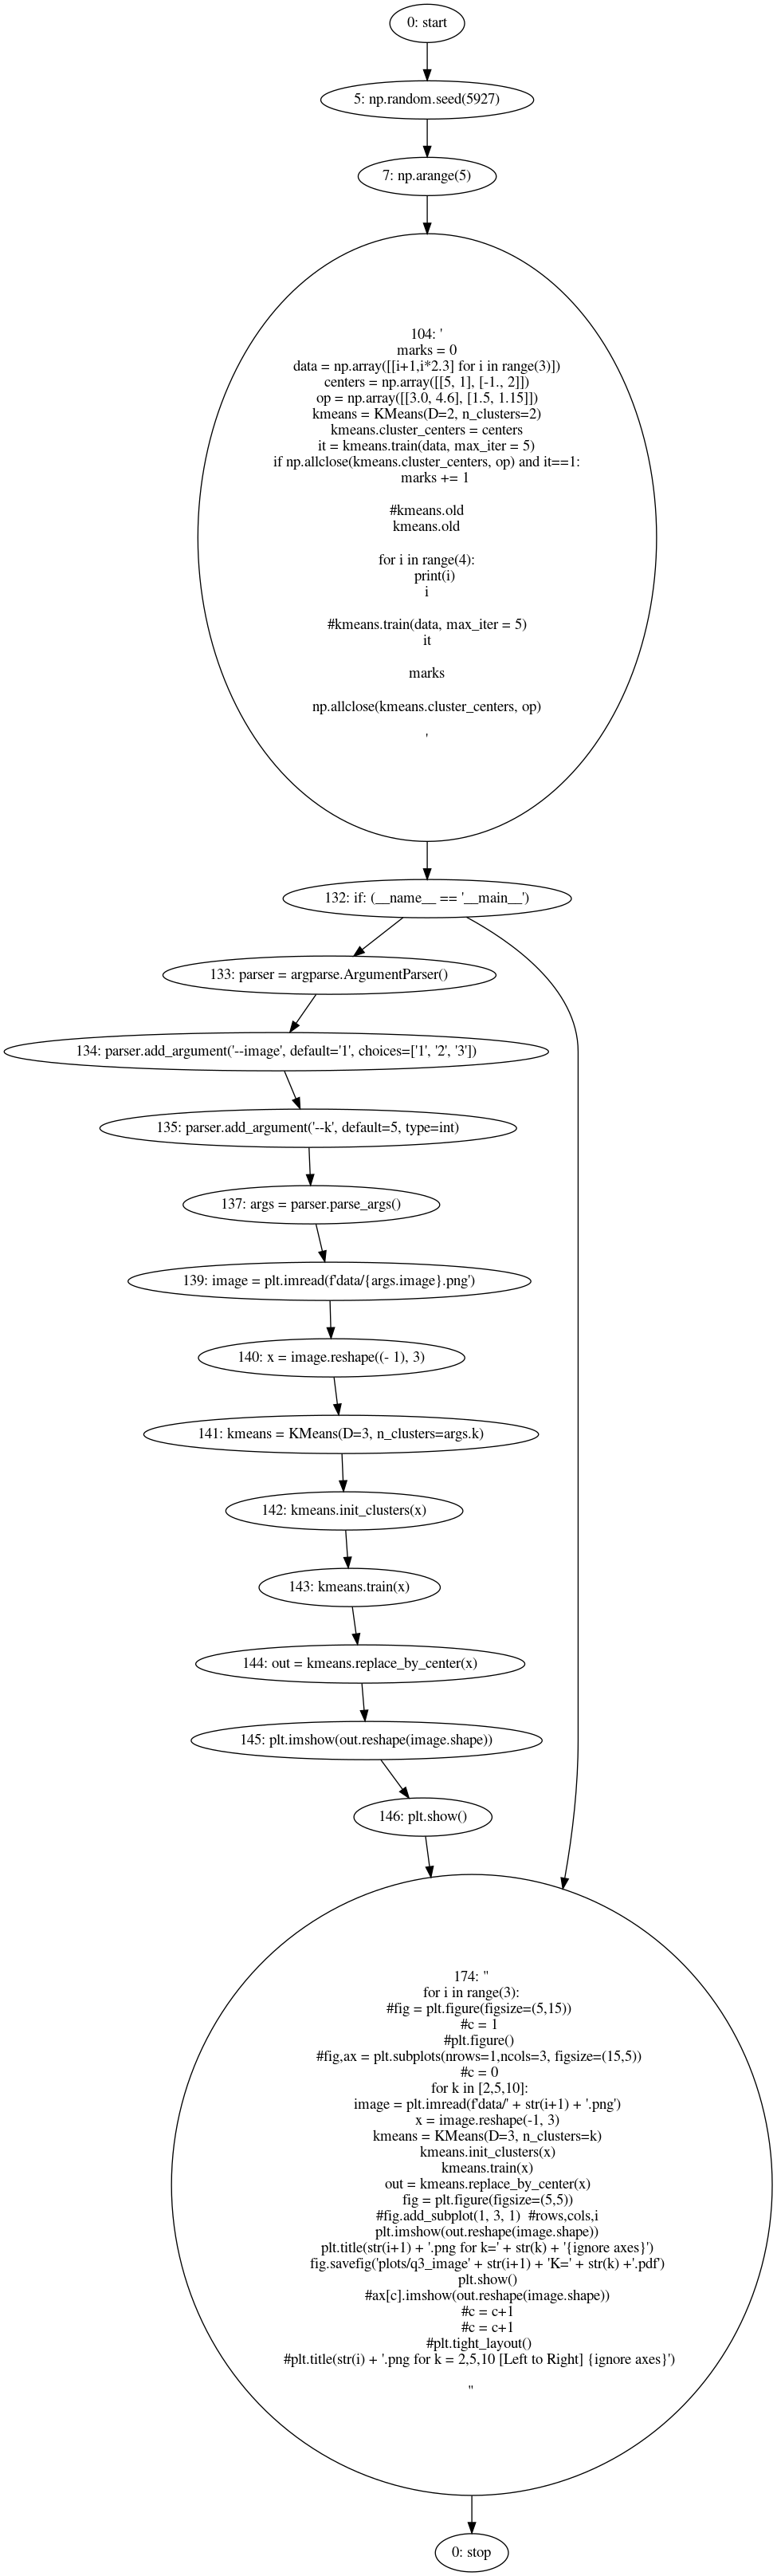 0: start
5: np.random.seed(5927)
7: np.arange(5)
104: '
marks = 0
data = np.array([[i+1,i*2.3] for i in range(3)])
centers = np.array([[5, 1], [-1., 2]])
op = np.array([[3.0, 4.6], [1.5, 1.15]])
kmeans = KMeans(D=2, n_clusters=2)
kmeans.cluster_centers = centers
it = kmeans.train(data, max_iter = 5)
if np.allclose(kmeans.cluster_centers, op) and it==1:
marks += 1
#kmeans.old
kmeans.old
for i in range(4):
print(i)
i
#kmeans.train(data, max_iter = 5)
it
marks
np.allclose(kmeans.cluster_centers, op)
'
132: if: (__name__ == '__main__')
133: parser = argparse.ArgumentParser()
134: parser.add_argument('--image', default='1', choices=['1', '2', '3'])
135: parser.add_argument('--k', default=5, type=int)
137: args = parser.parse_args()
139: image = plt.imread(f'data/{args.image}.png')
140: x = image.reshape((- 1), 3)
141: kmeans = KMeans(D=3, n_clusters=args.k)
142: kmeans.init_clusters(x)
143: kmeans.train(x)
144: out = kmeans.replace_by_center(x)
145: plt.imshow(out.reshape(image.shape))
146: plt.show()
174: "
for i in range(3):
#fig = plt.figure(figsize=(5,15))
#c = 1
#plt.figure()
#fig,ax = plt.subplots(nrows=1,ncols=3, figsize=(15,5))
#c = 0
for k in [2,5,10]:
image = plt.imread(f'data/' + str(i+1) + '.png')
x = image.reshape(-1, 3)
kmeans = KMeans(D=3, n_clusters=k)
kmeans.init_clusters(x)
kmeans.train(x)
out = kmeans.replace_by_center(x)
fig = plt.figure(figsize=(5,5))
#fig.add_subplot(1, 3, 1)  #rows,cols,i
plt.imshow(out.reshape(image.shape))
plt.title(str(i+1) + '.png for k=' + str(k) + '{ignore axes}')
fig.savefig('plots/q3_image' + str(i+1) + 'K=' + str(k) +'.pdf')
plt.show()
#ax[c].imshow(out.reshape(image.shape))
#c = c+1
#c = c+1
#plt.tight_layout()
#plt.title(str(i) + '.png for k = 2,5,10 [Left to Right] {ignore axes}')
"
0: stop